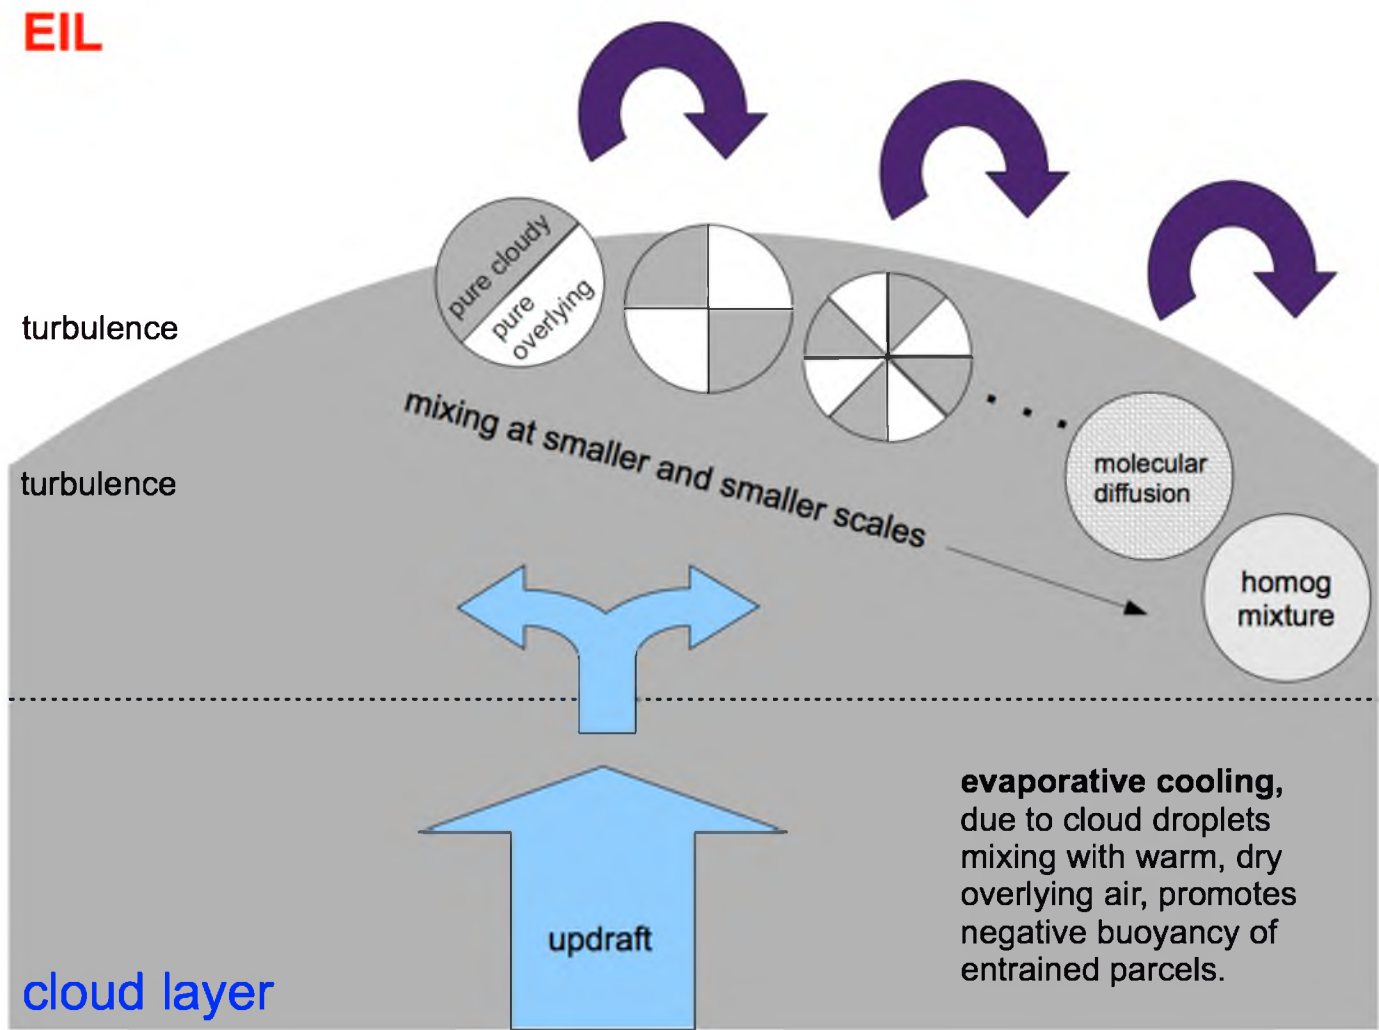 EIL
pure cloudy
pure
overlying
turbulence
mixing at smaller and smaller scales
turbulence
molecular
diffusion
homog
mixture
updraft
evaporative cooling,
due to cloud droplets
mixing with warm, dry
overlying air, promotes
negative buoyancy of
entrained parcels.
cloud layer